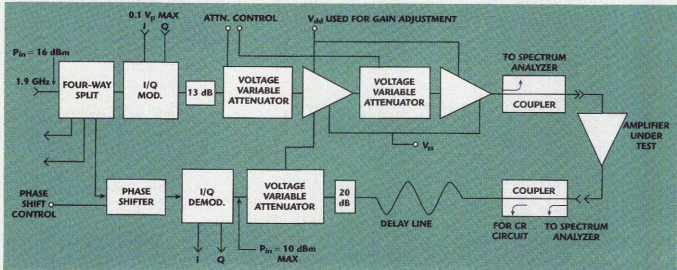 0.1 Vp MAX
I Q
ATTN. CONTROL
Vdd USED FOR GAIN ADJUSTMENT
Pin = 16 dBm
1.9 GHz
FOUR-WAY
SPLIT
I/Q
MOD.
13 dB
VOLTAGE
VARIABLE
ATTENUATOR
VOLTAGE
VARIABLE
ATTENUATOR
TO SPECTRUM
ANALYZER
COUPLER
AMPLIFIER
UNDER
TEST
Vss
PHASE
SHIFT
CONTROL
PHASE
SHIFTER
I/Q
DEMOD.
VOLTAGE
VARIABLE
ATTENUATOR
20
dB
DELAY LINE
COUPLER
FOR CR
CIRCUIT
TO SPECTRUM
ANALYZER
I Q
Pin = 10 dBm
MAX